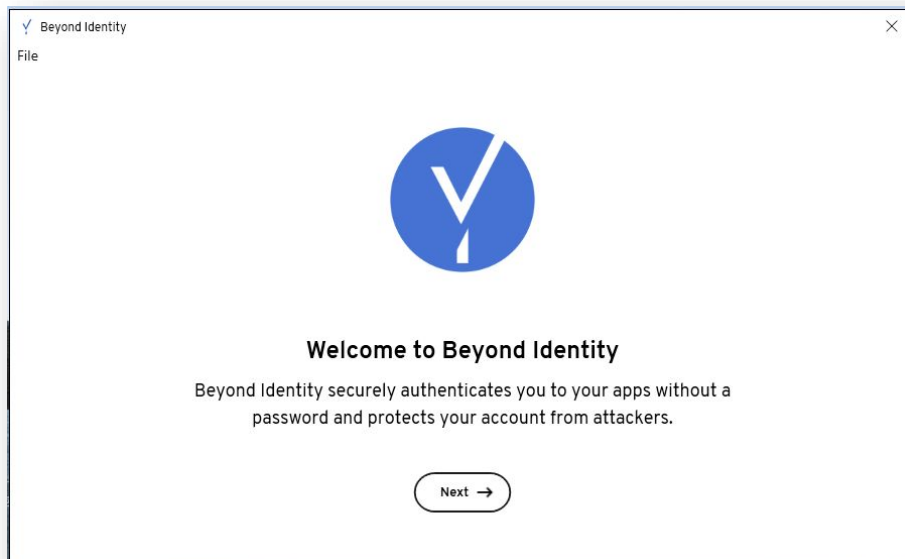 Beyond Identity
File
Welcome to Beyond Identity
Beyond Identity securely authenticates you to your apps without a
password and protects your account from attackers.
Next →